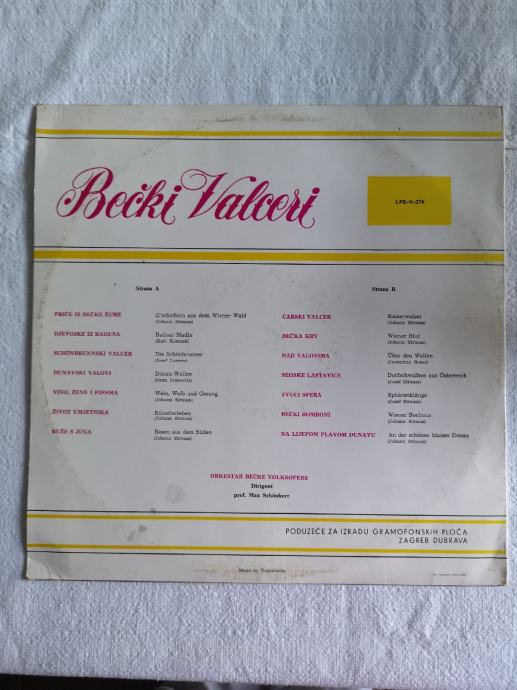 Bečki Valceri
LPE-V-274
Strana A
PRIČE IZ BEČKE ŠUME
G'schichten aus dem Wiener Wald
(Johann Strauss)
DJEVOJKE IZ BADENA
Badner Madln
(Karl Komzak)
SCHÖNBRUNNSKI VALCER
Die Schönbrunner
(Josef Lanner)
DUNAVSKI VALOVI
Donau-Wellen
VINO, ŽENE I PJESMA
Wein, Weib und Gesang
(Johann Strauss)
ŽIVOT UMJETNIKA
Künstlerleben
(Johann Strauss)
RUŽE S JUGA
Rosen aus dem Süden
(Johann Strauss)
Strana B
CARSKI VALCER
Kaiserwalzer
(Johann Strauss)
BEČKA KRV
Wiener Blut
(Johann Strauss)
NAD VALOVIMA
Über den Wellen
(Juventino Rosas)
SEOSKE LASTAVICE
Dorfschwalben aus Österreich
(Josef Strauss)
ZVUCI SFERA
Sphärenklänge
(Josef Strauss)
BEČKI BOMBONI
Wiener Bonbons
(Johann Strauss)
NA LIJEPOM PLAVOM DUNAVU
An der schönen blauen Donau
(Johann Strauss)
ORKESTAR BEČKE VOLKSOPERE
Dirigent
prof. Max Schönherr
PODUZEĆE ZA IZRADU GRAMOFONSKIH PLOČA
ZAGREB DUBRAVA
Made in Yugoslavia